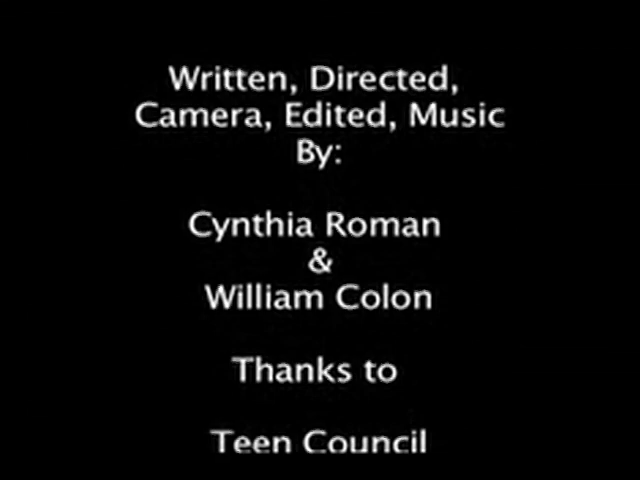 Written, Directed,
Camera, Edited, Music
By:
Cynthia Roman
&
William Colon
Thanks to
Teen Council